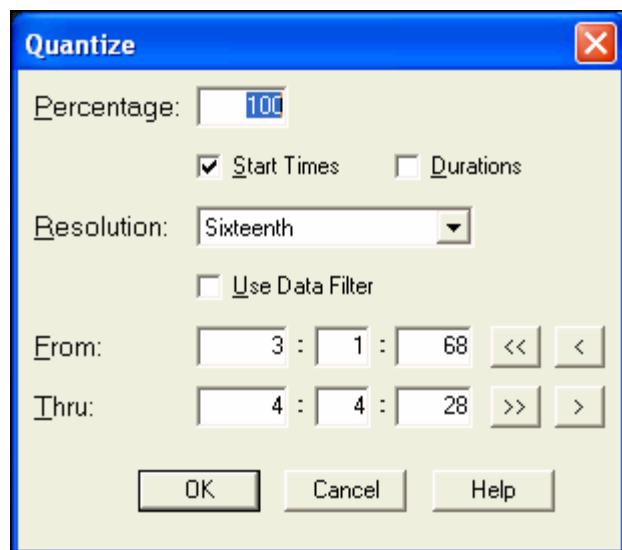 Quantize
Percentage: 100
Start Times Durations
Resolution: Sixteenth
Use Data Filter
From: 3 : 1 : 68 << <
Thru: 4 : 4 : 28 >> >
OK Cancel Help